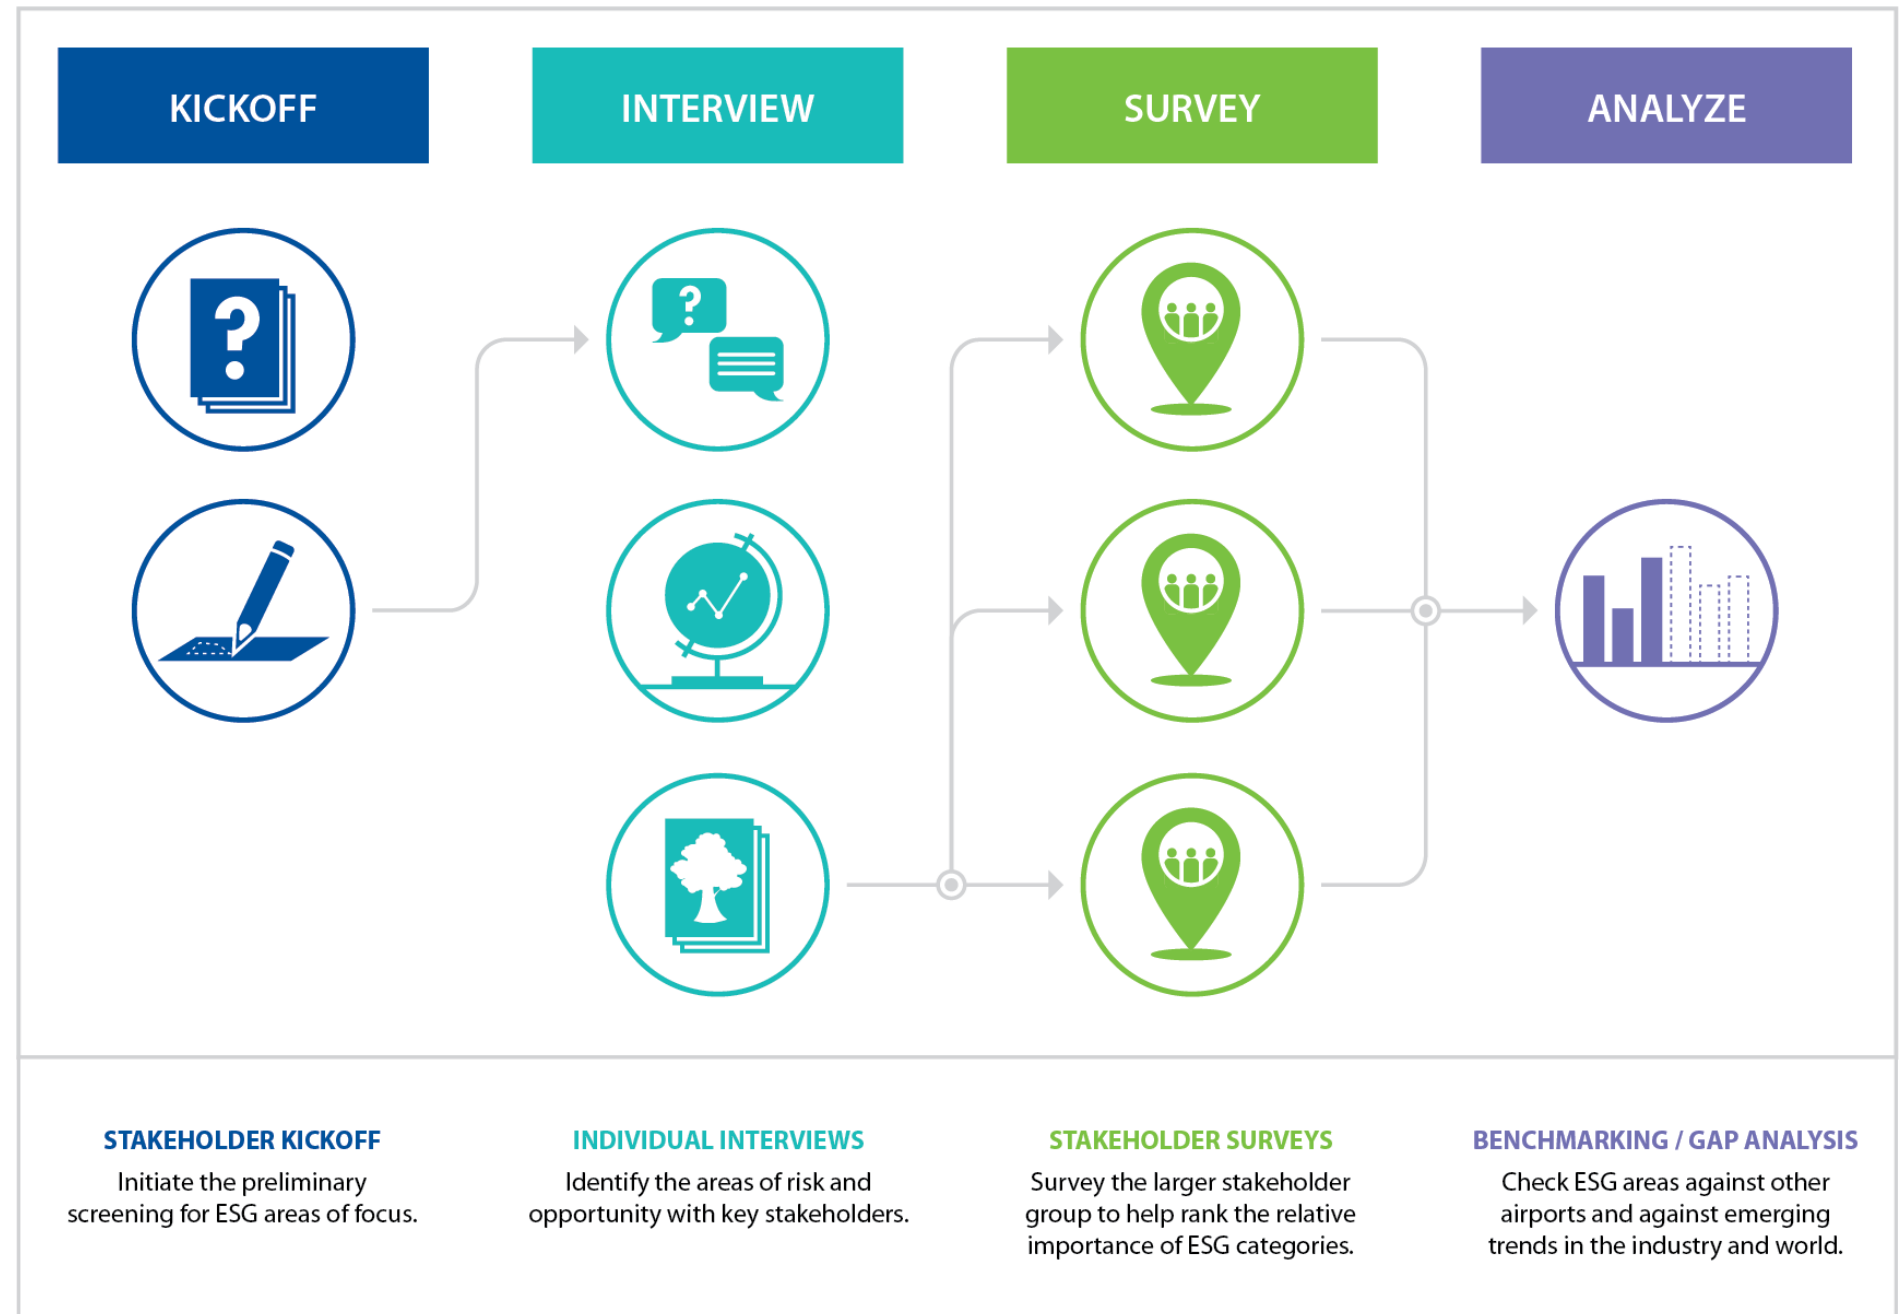 KICKOFF
INTERVIEW
SURVEY
ANALYZE
?
?
STAKEHOLDER KICKOFF
Initiate the preliminary
screening for ESG areas of focus.
INDIVIDUAL INTERVIEWS
Identify the areas of risk and
opportunity with key stakeholders.
STAKEHOLDER SURVEYS
Survey the larger stakeholder
group to help rank the relative
importance of ESG categories.
BENCHMARKING / GAP ANALYSIS
Check ESG areas against other
airports and against emerging
trends in the industry and world.